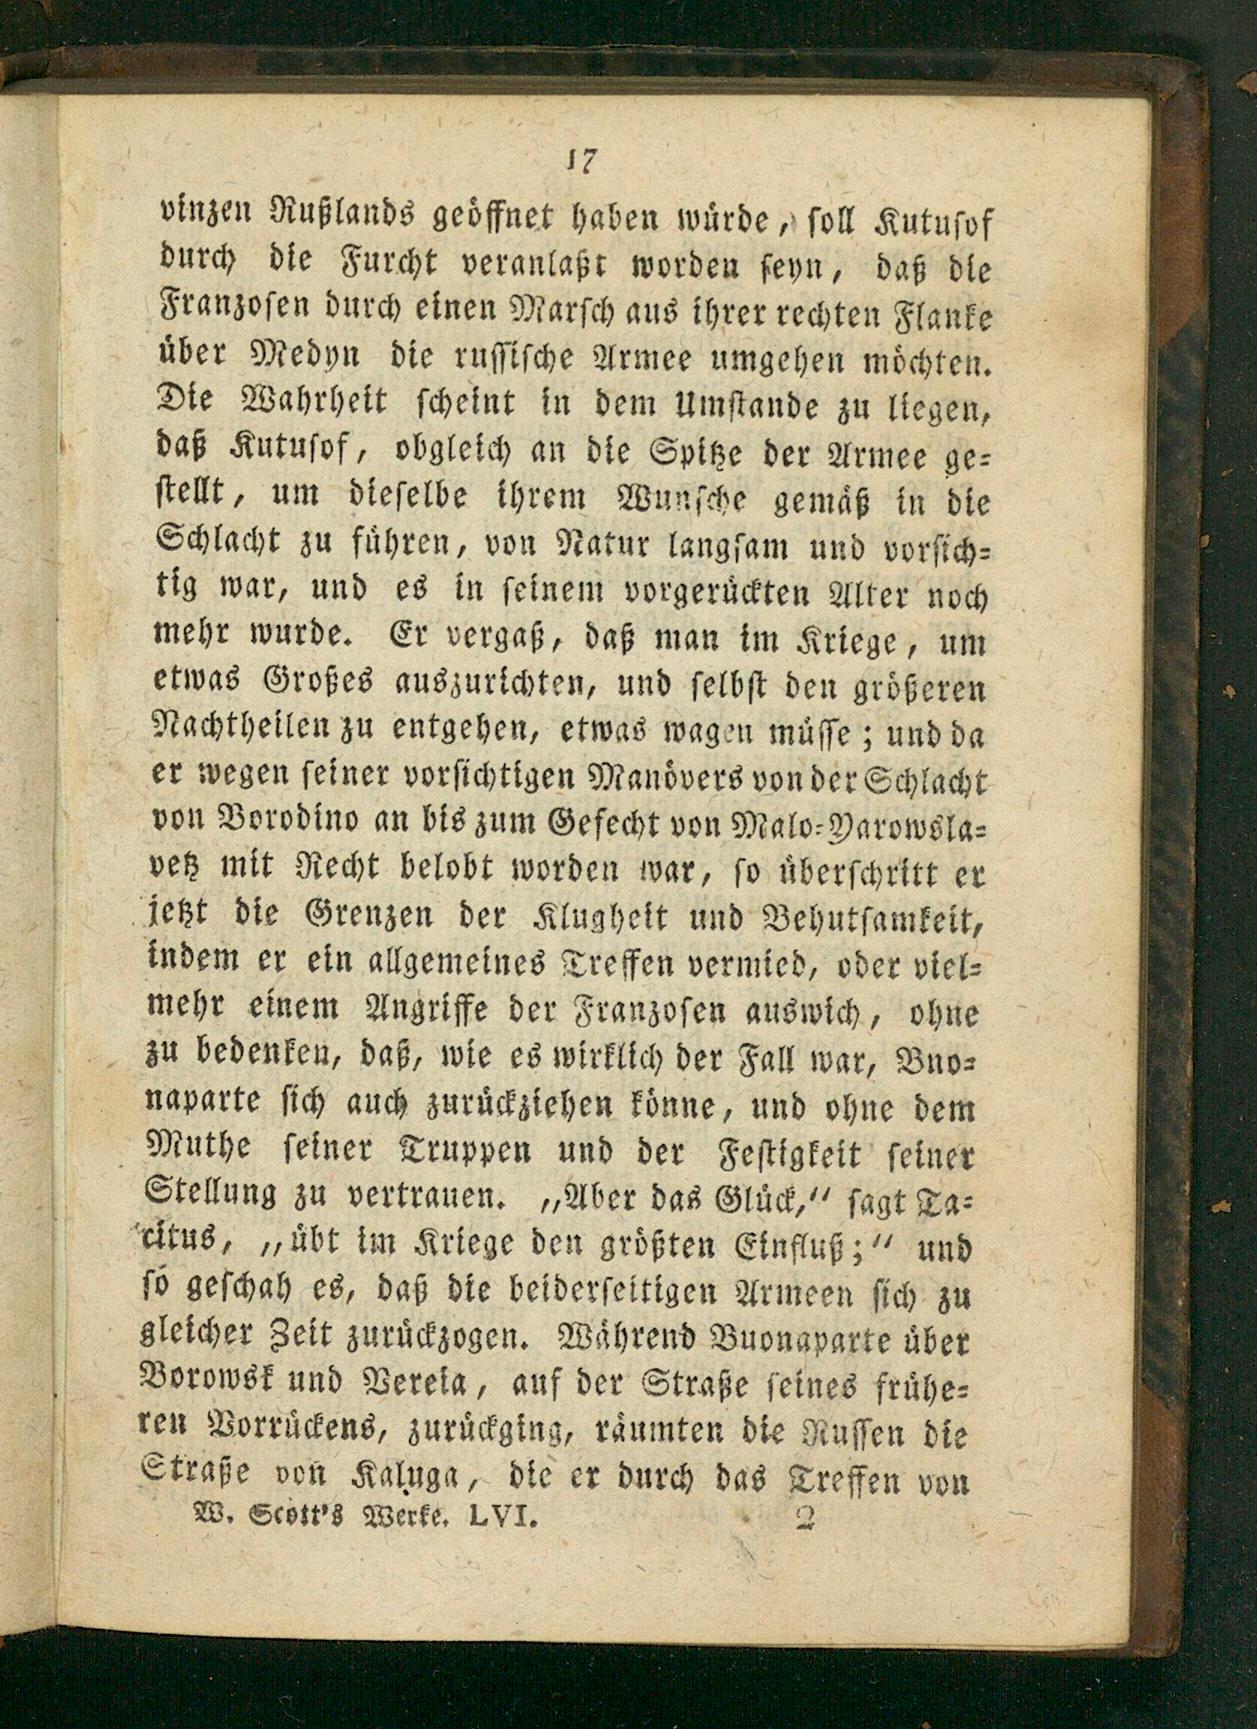 17
vinzen Rußlands geöffnet haben würde, soll Kutusof
durch die Furcht veranlaßt worden seyn, daß die
Franzosen durch einen Marsch aus ihrer rechten Flanke
über Medyn die russische Armee umgehen möchten.
Die Wahrheit scheint in dem Umstande zu liegen,
daß Kutusof, obgleich an die Spitze der Armee ge=
stellt, um dieselbe ihrem Wunsche gemäß in die
Schlacht zu führen, von Natur langsam und vorsich=
tig war, und es in seinem vorgerückten Alter noch
mehr wurde. Er vergaß, daß man im Kriege, um
etwas Großes auszurichten, und selbst den größeren
Nachtheilen zu entgehen, etwas wagen müsse; und da
er wegen seiner vorsichtigen Manövers von der Schlacht
von Borodino an bis zum Gefecht von Malo=Yarowsla=
vetz mit Recht belobt worden war, so überschritt er
jetzt die Grenzen der Klugheit und Behutsamkeit,
indem er ein allgemeines Treffen vermied, oder viel=
mehr einem Angriffe der Franzosen auswich, ohne
zu bedenken, daß, wie es wirklich der Fall war, Buo=
naparte sich auch zurückziehen könne, und ohne dem
Muthe seiner Truppen und der Festigkeit seiner
Stellung zu vertrauen. „Aber das Glück,“ sagt Ta=
citus, „übt im Kriege den größten Einfluß;“ und
so geschah es, daß die beiderseitigen Armeen sich zu
gleicher Zeit zurückzogen. Während Buonaparte über
Borowsk und Vereia, auf der Straße seines frühe=
ren Vorrückens, zurückging, räumten die Russen die
Straße von Kaluga, die er durch das Treffen von
W. Scott's Werke. LVI. 2